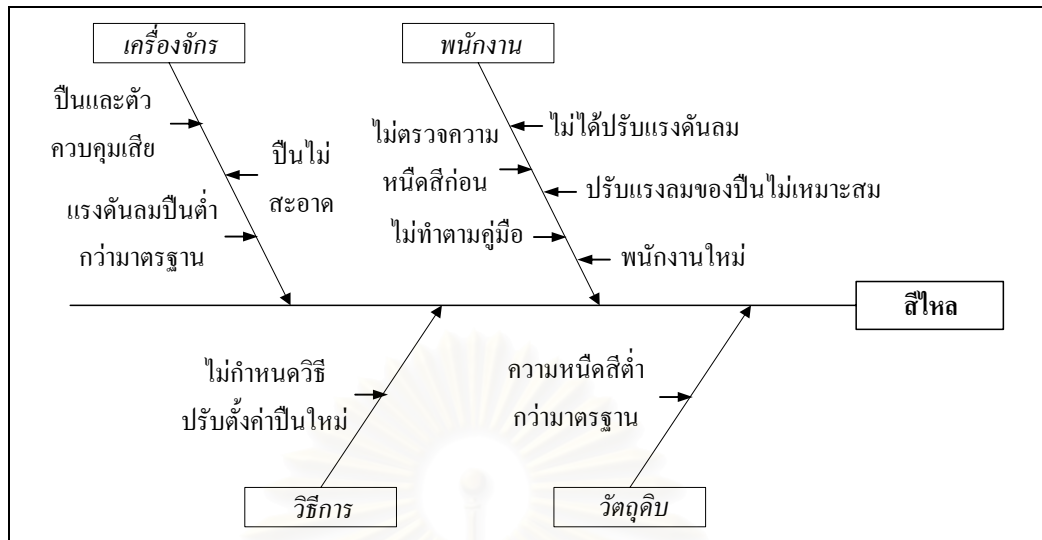 เครื่องจักร
พนักงาน
ปืนและตัว
ควบคุมเสีย
ปืนไม่
สะอาด
แรงดันลมปืนต่ำ
กว่ามาตรฐาน
ไม่ได้ปรับแรงดันลม
ไม่ตรวจความ
หนืดสีก่อน
ปรับแรงลมของปืนไม่เหมาะสม
ไม่ทำตามคู่มือ
พนักงานใหม่
สีไหล
ไม่กำหนดวิธี
ปรับตั้งค่าปืนใหม่
ความหนืดสีต่ำ
กว่ามาตรฐาน
วิธีการ
วัตถุดิบ